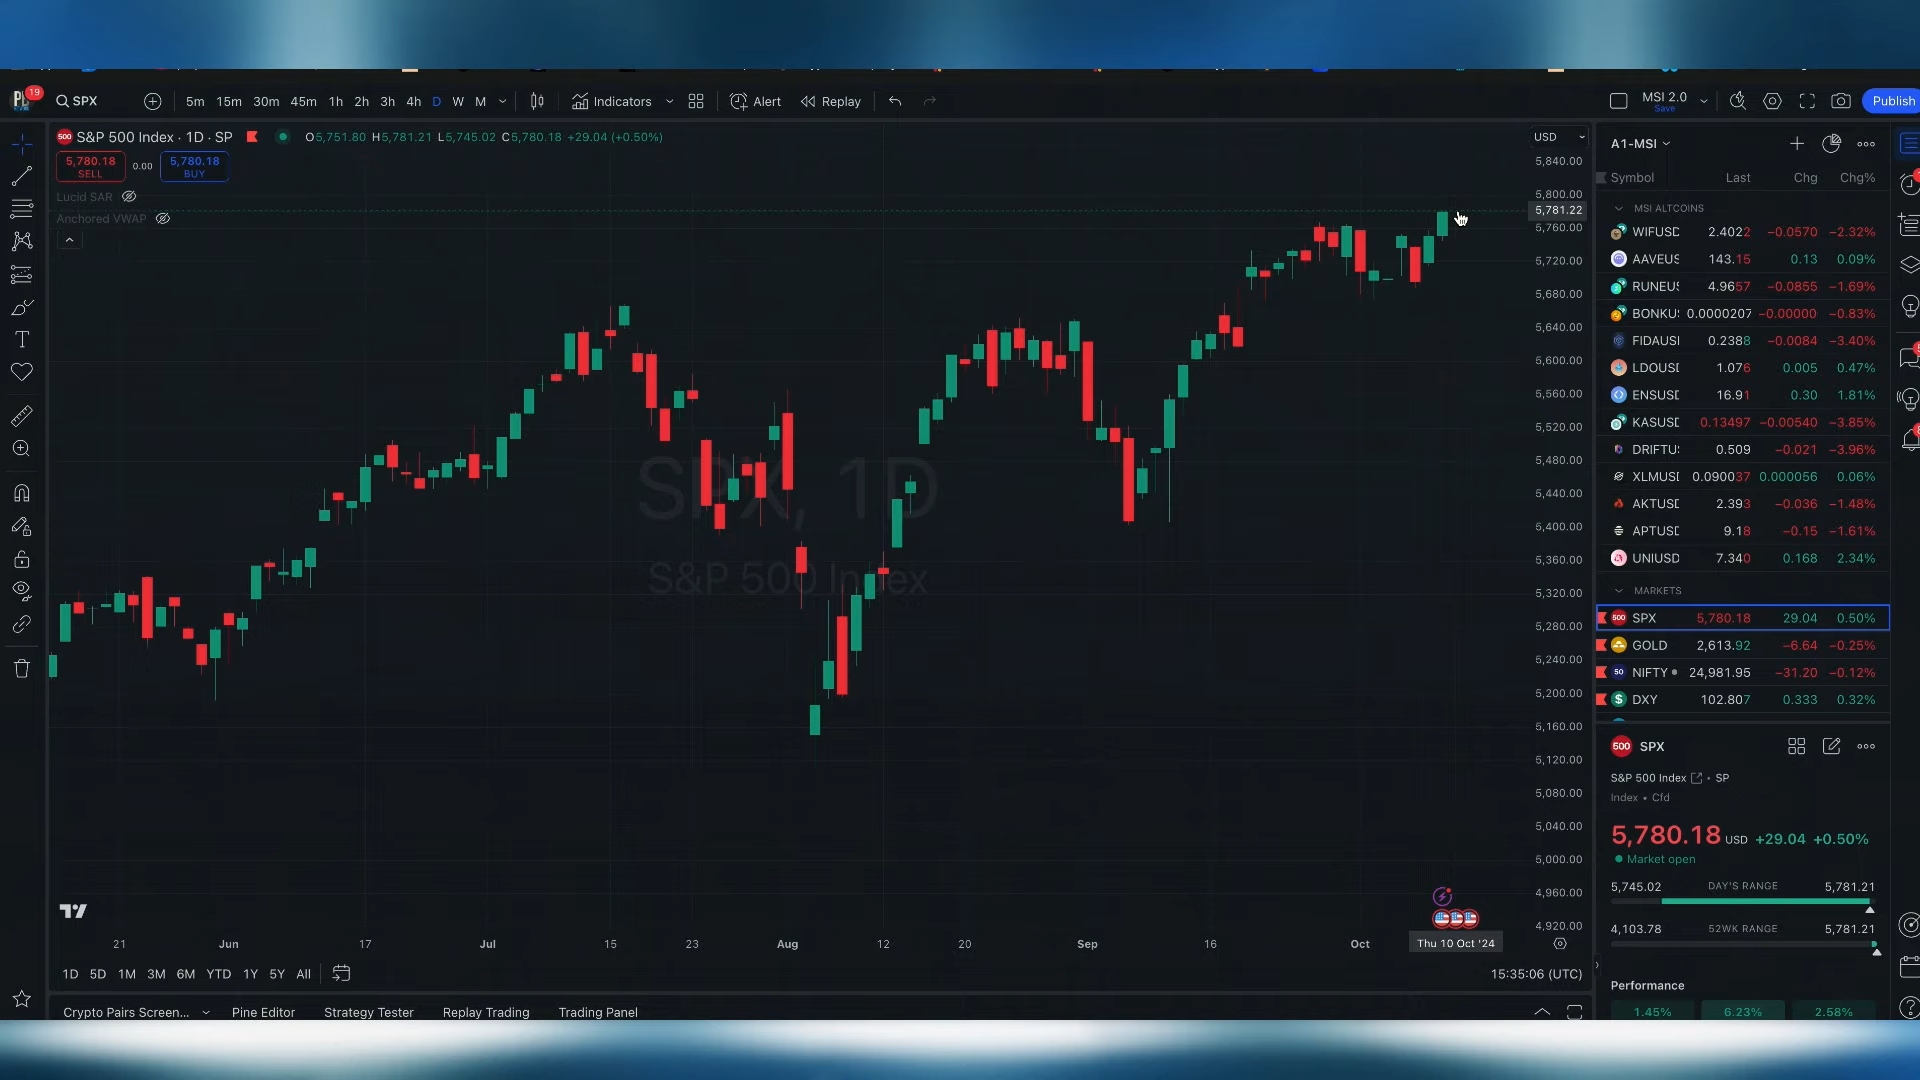 19
SPX
5m 15m 30m 45m 1h 2h 3h 4h D W M
Indicators
Alert
Replay
MSI 2.0
Save
Publish
500 S&P 500 Index · 1D · SP
O5,751.80 H5,781.21 L5,745.02 C5,780.18 +29.04 (+0.50%)
5,780.18
SELL
0.00
5,780.18
BUY
Lucid SAR
Anchored VWAP
SPX, 1D
S&P 500 Index
USD
5,840.00
5,800.00
5,781.22
5,760.00
5,720.00
5,680.00
5,640.00
5,600.00
5,560.00
5,520.00
5,480.00
5,440.00
5,400.00
5,360.00
5,320.00
5,280.00
5,240.00
5,200.00
5,160.00
5,120.00
5,080.00
5,040.00
5,000.00
4,960.00
4,920.00
21 Jun 17 Jul 15 23 Aug 12 20 Sep 16 Oct
Thu 10 Oct '24
1D 5D 1M 3M 6M YTD 1Y 5Y All
15:35:06 (UTC)
Crypto Pairs Screen... Pine Editor Strategy Tester Replay Trading Trading Panel
A1-MSI
Symbol Last Chg Chg%
MSI ALTCOINS
WIFUSD 2.4022 −0.0570 −2.32%
AAVEUS 143.15 0.13 0.09%
RUNEUS 4.9657 −0.0855 −1.69%
BONKU 0.0000207 −0.00000 −0.83%
FIDAUS 0.2388 −0.0084 −3.40%
LDOUSD 1.076 0.005 0.47%
ENSUSD 16.91 0.30 1.81%
KASUSD 0.13497 −0.00540 −3.85%
DRIFTU 0.509 −0.021 −3.96%
XLMUSD 0.090037 0.000056 0.06%
AKTUSD 2.393 −0.036 −1.48%
APTUSD 9.18 −0.15 −1.61%
UNIUSD 7.340 0.168 2.34%
MARKETS
500 SPX 5,780.18 29.04 0.50%
GOLD 2,613.92 −6.64 −0.25%
50 NIFTY 24,981.95 −31.20 −0.12%
$ DXY 102.807 0.333 0.32%
500 SPX
S&P 500 Index • SP
Index • Cfd
5,780.18 USD +29.04 +0.50%
Market open
5,745.02 DAY'S RANGE 5,781.21
4,103.78 52WK RANGE 5,781.21
Performance
1.45% 6.23% 2.58%